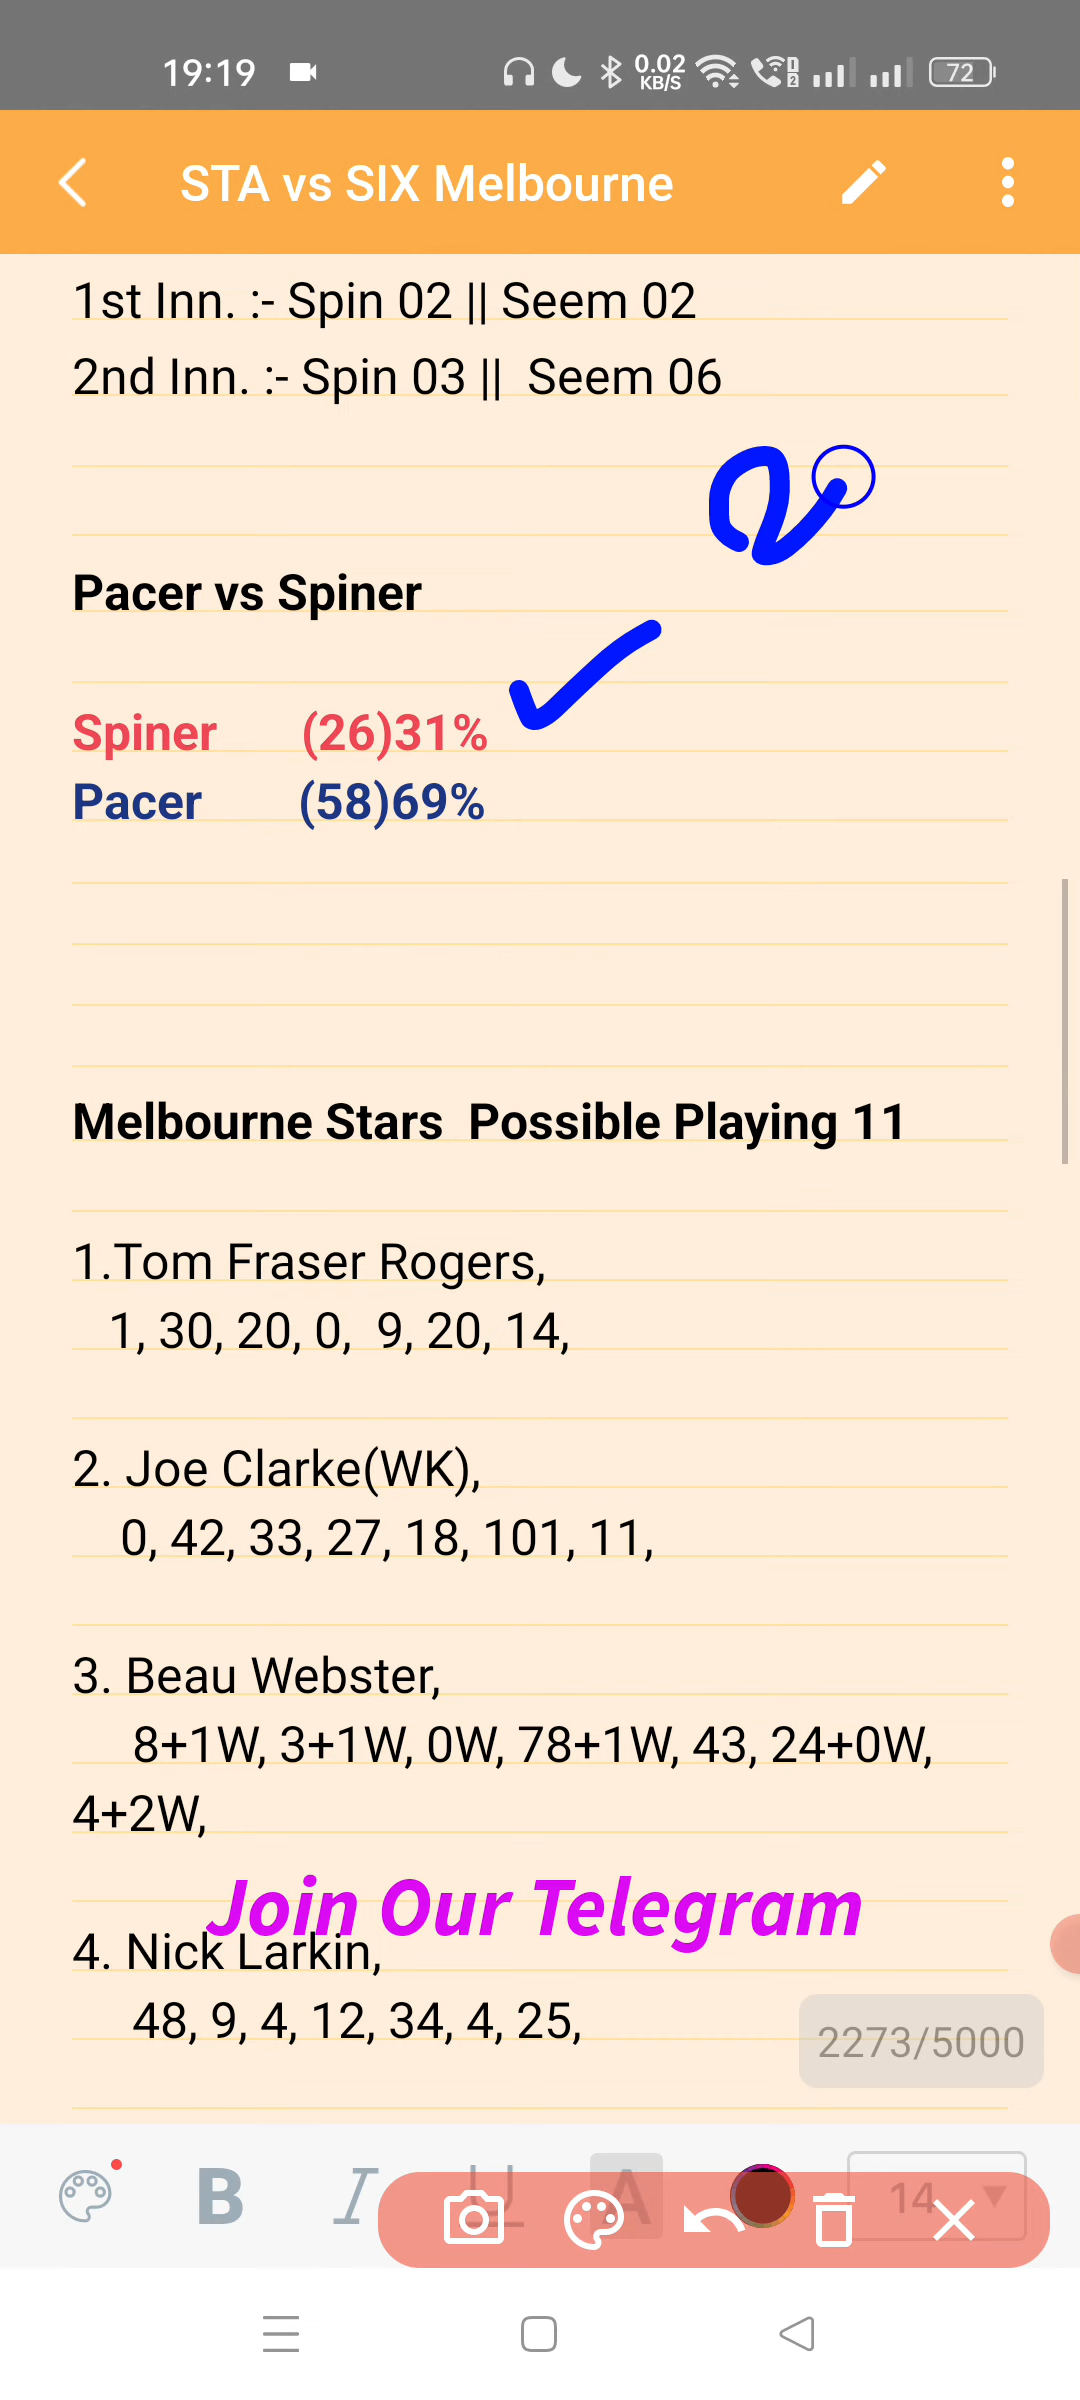 19:19
0.02
KB/S
72
STA vs SIX Melbourne
1st Inn. :- Spin 02 || Seem 02
2nd Inn. :- Spin 03 || Seem 06
Pacer vs Spiner
Spiner (26)31%
Pacer (58)69%
Melbourne Stars Possible Playing 11
1.Tom Fraser Rogers,
1, 30, 20, 0, 9, 20, 14,
2. Joe Clarke(WK),
0, 42, 33, 27, 18, 101, 11,
3. Beau Webster,
8+1W, 3+1W, 0W, 78+1W, 43, 24+0W,
4+2W,
Join Our Telegram
4. Nick Larkin,
48, 9, 4, 12, 34, 4, 25,
2273/5000
B I U A 14